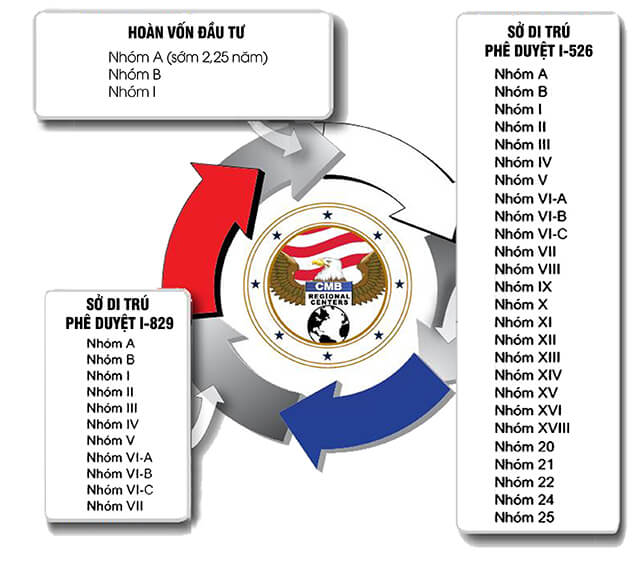 HOÀN VỐN ĐẦU TƯ
Nhóm A (sớm 2,25 năm)
Nhóm B
Nhóm I
SỞ DI TRÚ
PHÊ DUYỆT I-526
Nhóm A
Nhóm B
Nhóm I
Nhóm II
Nhóm III
Nhóm IV
Nhóm V
Nhóm VI-A
Nhóm VI-B
Nhóm VI-C
Nhóm VII
Nhóm VIII
Nhóm IX
Nhóm X
Nhóm XI
Nhóm XII
Nhóm XIII
Nhóm XIV
Nhóm XV
Nhóm XVI
Nhóm XVIII
Nhóm 20
Nhóm 21
Nhóm 22
Nhóm 24
Nhóm 25
CMB
REGIONAL
CENTERS
SỞ DI TRÚ
PHÊ DUYỆT I-829
Nhóm A
Nhóm B
Nhóm I
Nhóm II
Nhóm III
Nhóm IV
Nhóm V
Nhóm VI-A
Nhóm VI-B
Nhóm VI-C
Nhóm VII